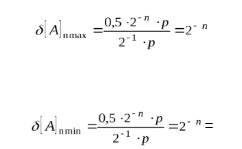 δ[A]nmax = 0,5·2⁻ⁿ·p / 2⁻¹·p = 2⁻ⁿ
δ[A]nmin = 0,5·2⁻ⁿ·p / 2⁻¹·p = 2⁻ⁿ =